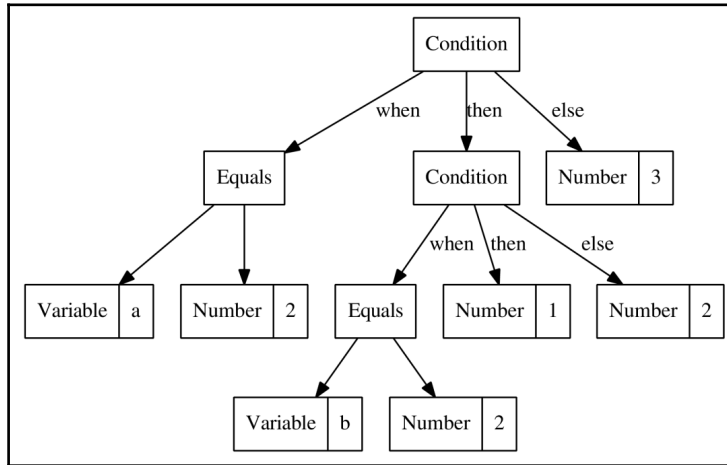 Condition
when then else
Equals Condition Number 3
when then else
Variable a Number 2 Equals Number 1 Number 2
Variable b Number 2